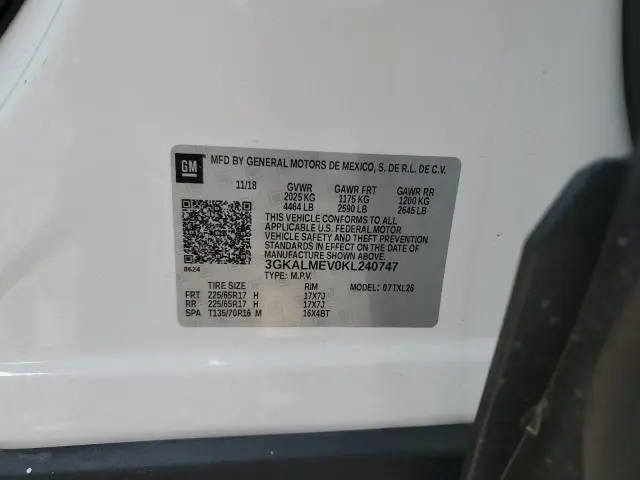 GM
MFD BY GENERAL MOTORS DE MEXICO, S. DE R.L. DE C.V.
11/18 GVWR GAWR FRT GAWR RR
2025 KG 1175 KG 1200 KG
4464 LB 2590 LB 2645 LB
THIS VEHICLE CONFORMS TO ALL
APPLICABLE U.S. FEDERAL MOTOR
VEHICLE SAFETY AND THEFT PREVENTION
STANDARDS IN EFFECT ON THE DATE OF
MANUFACTURE SHOWN ABOVE.
8624 3GKALMEV0KL240747
TYPE: M.P.V.
TIRE SIZE RIM MODEL: 07TXL26
FRT 225/65R17 H 17X7J
RR 225/65R17 H 17X7J
SPA T135/70R16 M 16X4BT